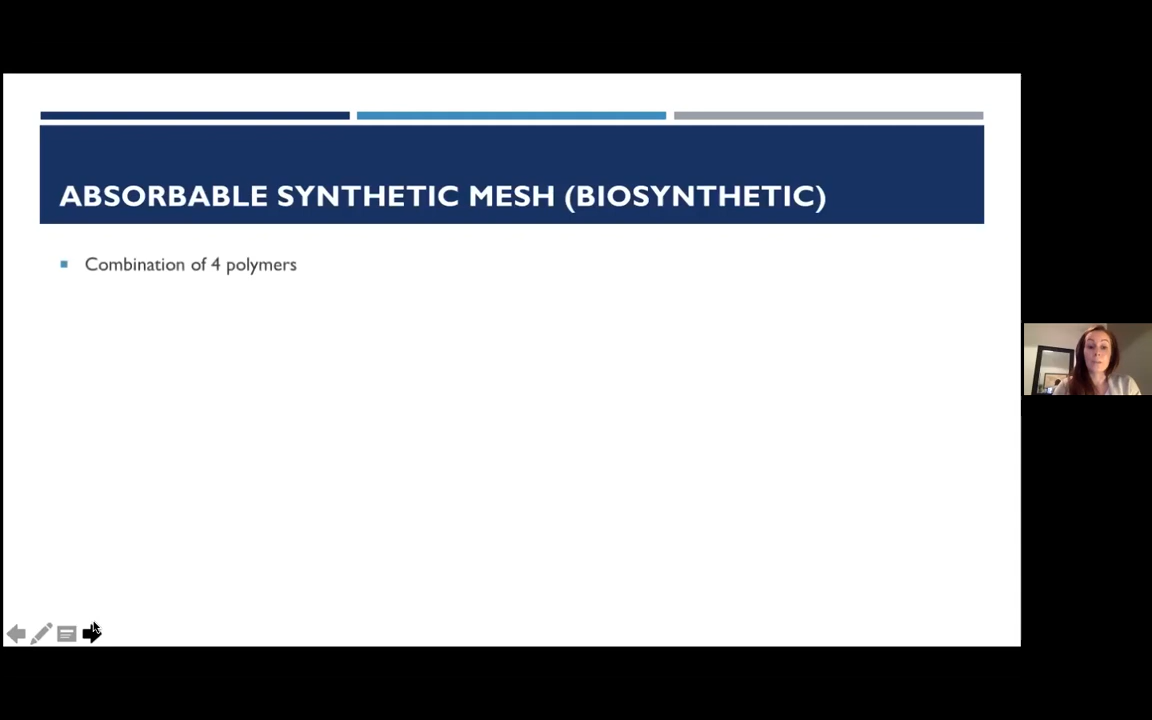 ABSORBABLE SYNTHETIC MESH (BIOSYNTHETIC)
Combination of 4 polymers